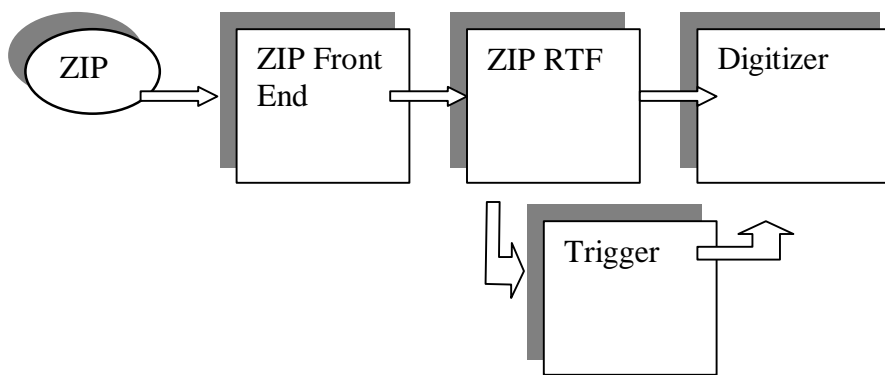 ZIP
ZIP Front
End
ZIP RTF
Digitizer
Trigger